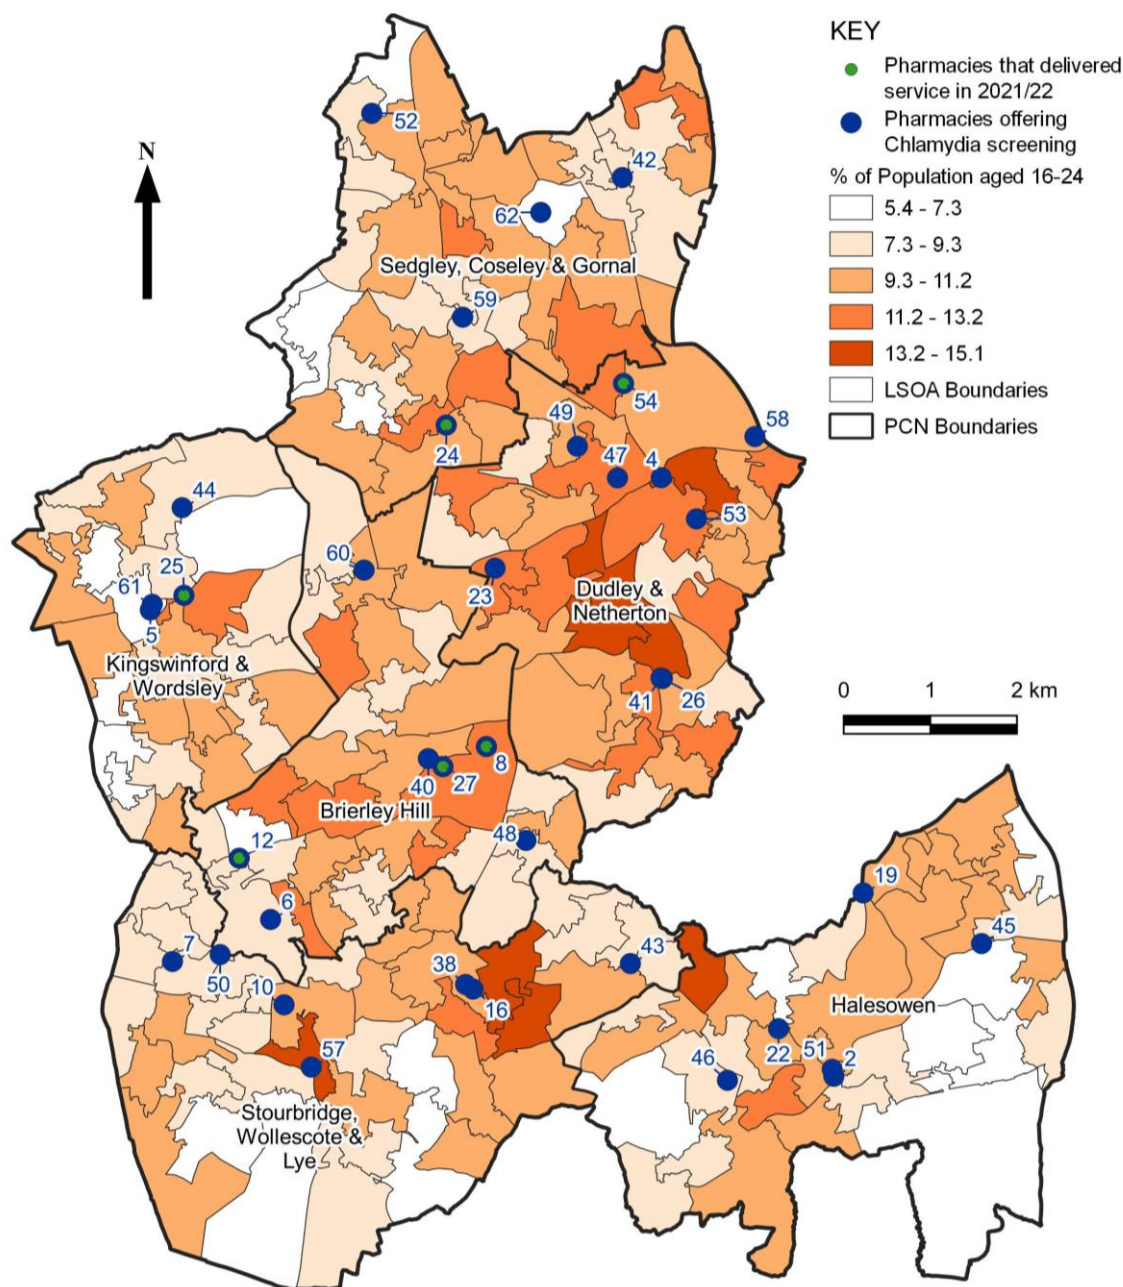 KEY
Pharmacies that delivered
service in 2021/22
Pharmacies offering
Chlamydia screening
% of Population aged 16-24
5.4 - 7.3
7.3 - 9.3
9.3 - 11.2
11.2 - 13.2
13.2 - 15.1
LSOA Boundaries
PCN Boundaries
N
52
42
62
Sedgley, Coseley & Gornal
59
54
49
58
24
47
4
44
53
25
60
61
23
Dudley &
Netherton
5
Kingswinford &
Wordsley
0 1 2 km
41
26
8
40
27
Brierley Hill
12
48
19
6
45
7
43
50
38
10
16
Halesowen
57
46
22
51
2
Stourbridge,
Wollescote &
Lye